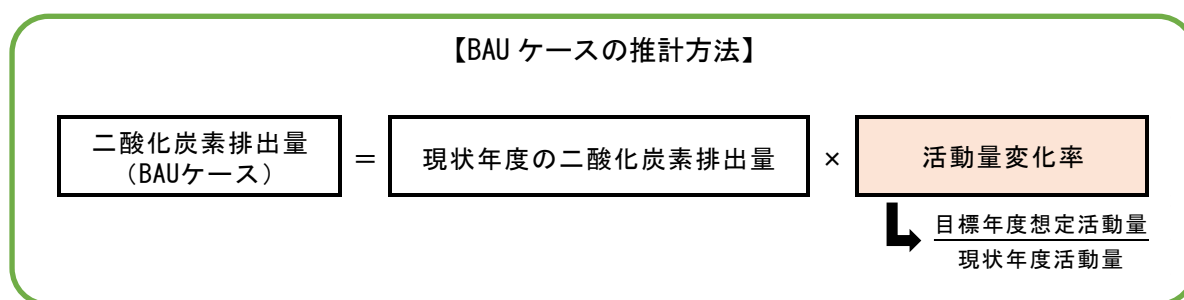 【BAU ケースの推計方法】
二酸化炭素排出量
(BAUケース)
＝
現状年度の二酸化炭素排出量
×
活動量変化率
目標年度想定活動量
現状年度活動量